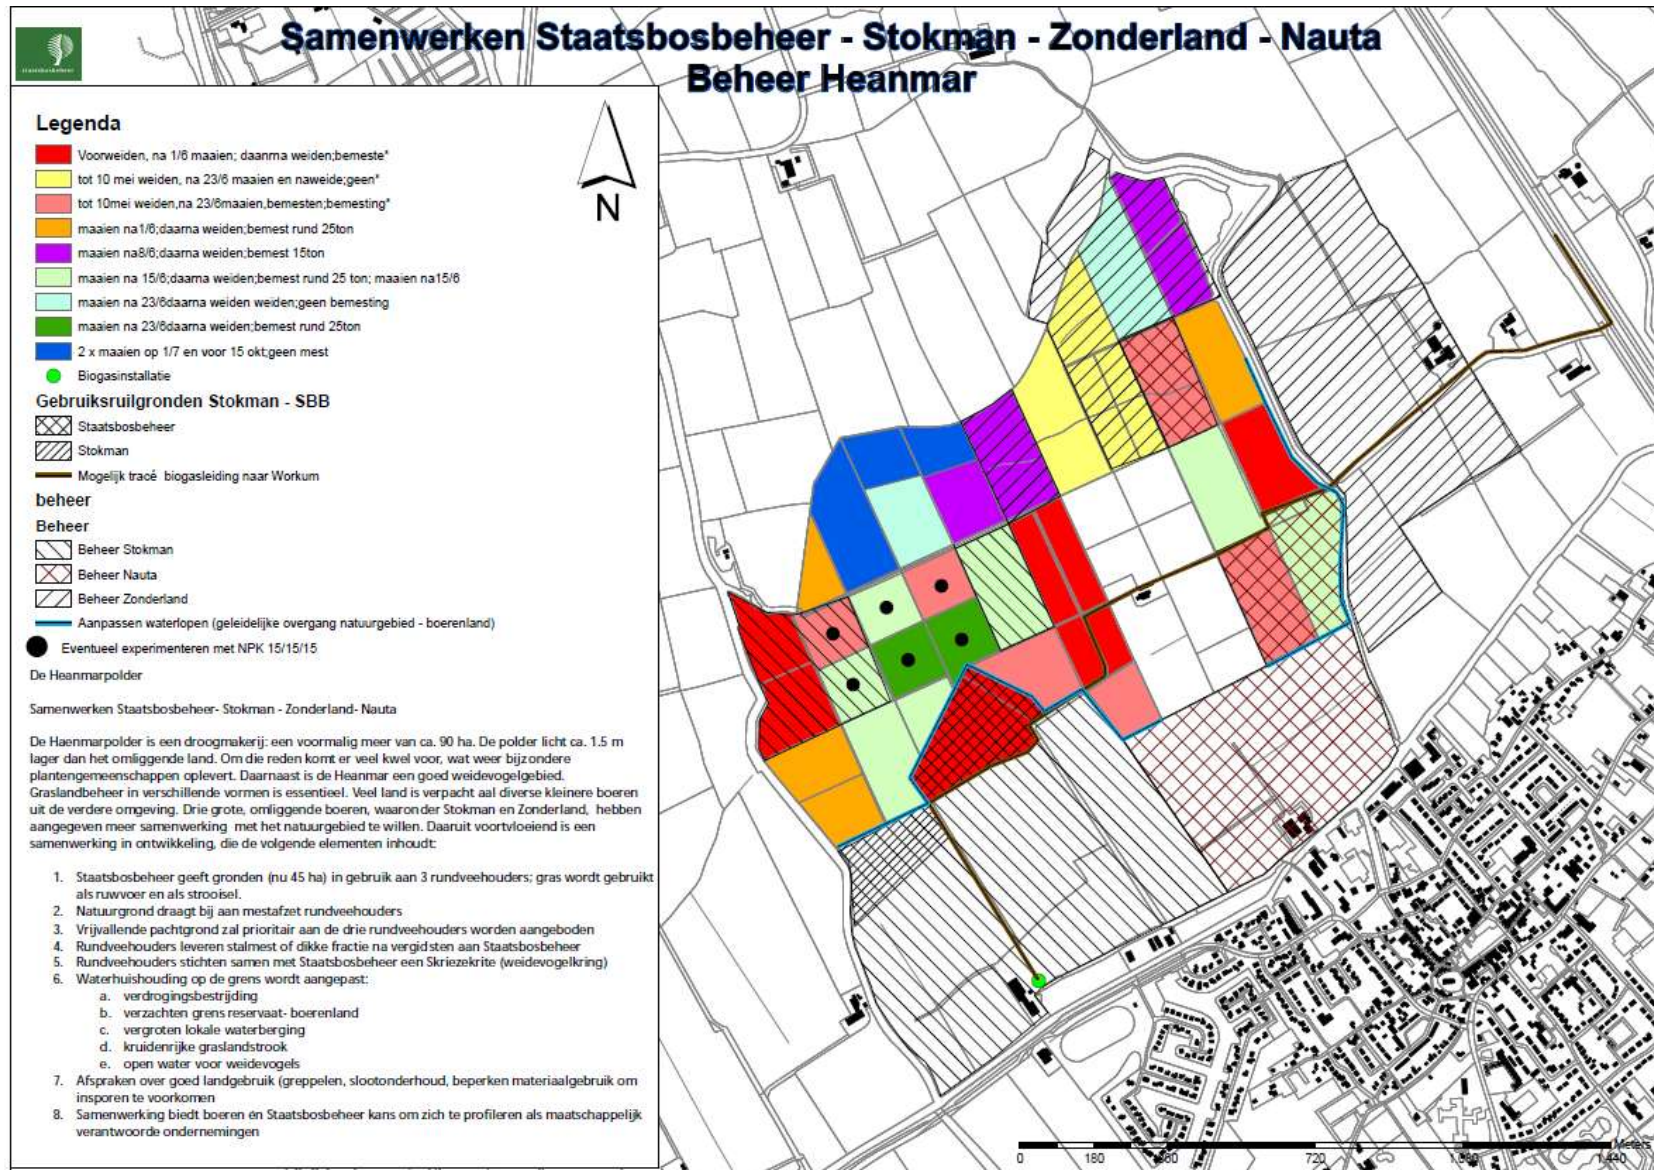 Samenwerken Staatsbosbeheer - Stokman - Zonderland - Nauta
Beheer Heanmar
staatsbosbeheer
Legenda
Voorweiden, na 1/6 maaien; daarma weiden;bemeste*
tot 10 mei weiden, na 23/6 maaien en naweide;geen*
tot 10mei weiden,na 23/6maaien,bemesten;bemesting*
maaien na1/6;daarna weiden;bemest rund 25ton
maaien na8/6;daarna weiden;bemest 15ton
maaien na 15/6;daarna weiden;bemest rund 25 ton; maaien na15/6
maaien na 23/6daarna weiden weiden;geen bemesting
maaien na 23/6daarna weiden;bemest rund 25ton
2 x maaien op 1/7 en voor 15 okt;geen mest
Biogasinstallatie
Gebruiksruilgronden Stokman - SBB
Staatsbosbeheer
Stokman
Mogelijk tracé biogasleiding naar Workum
beheer
Beheer
Beheer Stokman
Beheer Nauta
Beheer Zonderland
Aanpassen waterlopen (geleidelijke overgang natuurgebied - boerenland)
Eventueel experimenteren met NPK 15/15/15
N
De Heanmarpolder
Samenwerken Staatsbosbeheer- Stokman - Zonderland- Nauta
De Haenmarpolder is een droogmakerij: een voormalig meer van ca. 90 ha. De polder licht ca. 1.5 m
lager dan het omliggende land. Om die reden komt er veel kwel voor, wat weer bijzondere
plantengemeenschappen oplevert. Daarnaast is de Heanmar een goed weidevogelgebied.
Graslandbeheer in verschillende vormen is essentieel. Veel land is verpacht aal diverse kleinere boeren
uit de verdere omgeving. Drie grote, omliggende boeren, waaronder Stokman en Zonderland, hebben
aangegeven meer samenwerking met het natuurgebied te willen. Daaruit voortvloeiend is een
samenwerking in ontwikkeling, die de volgende elementen inhoudt:
1. Staatsbosbeheer geeft gronden (nu 45 ha) in gebruik aan 3 rundveehouders; gras wordt gebruikt
als ruwvoer en als strooisel.
2. Natuurgrond draagt bij aan mestafzet rundveehouders
3. Vrijvallende pachtgrond zal prioritair aan de drie rundveehouders worden aangeboden
4. Rundveehouders leveren stalmest of dikke fractie na vergisten aan Staatsbosbeheer
5. Rundveehouders stichten samen met Staatsbosbeheer een Skriezekrite (weidevogelkring)
6. Waterhuishouding op de grens wordt aangepast:
a. verdrogingsbestrijding
b. verzachten grens reservaat- boerenland
c. vergroten lokale waterberging
d. kruidenrijke graslandstrook
e. open water voor weidevogels
7. Afspraken over goed landgebruik (greppelen, slootonderhoud, beperken materiaalgebruik om
insporen te voorkomen
8. Samenwerking biedt boeren én Staatsbosbeheer kans om zich te profileren als maatschappelijk
verantwoorde ondernemingen
Meters
0 180 360 720 1.080 1.440